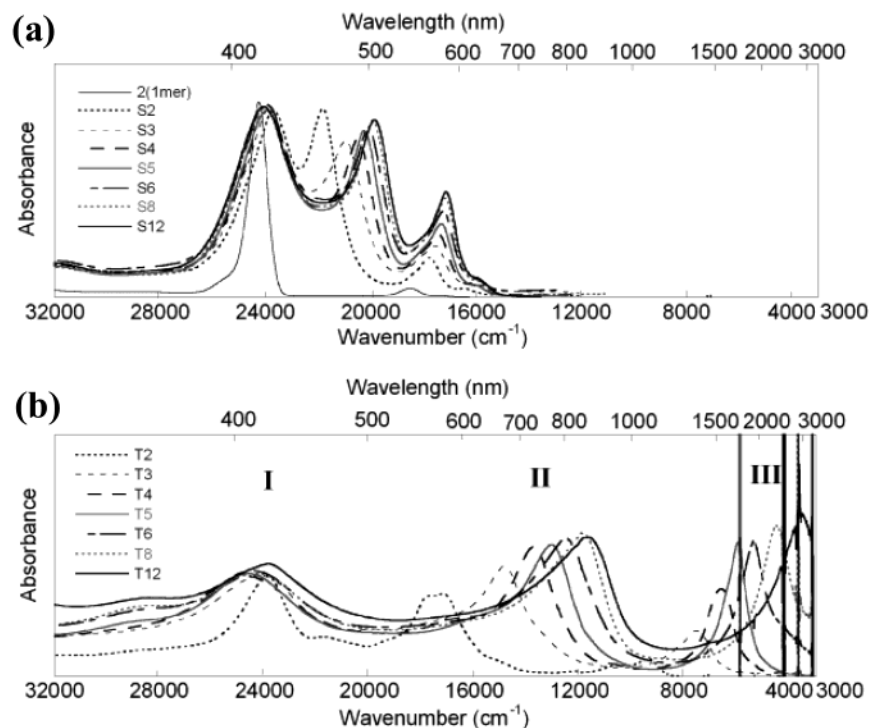 (a)
Wavelength (nm)
400 500 600 700 800 1000 1500 2000 3000
2(1mer)
S2
S3
S4
S5
S6
S8
S12
Absorbance
32000 28000 24000 20000 16000 12000 8000 4000 3000
Wavenumber (cm-1)
(b)
Wavelength (nm)
400 500 600 700 800 1000 1500 2000 3000
T2
T3
T4
T5
T6
T8
T12
I II III
Absorbance
32000 28000 24000 20000 16000 12000 8000 4000 3000
Wavenumber (cm-1)